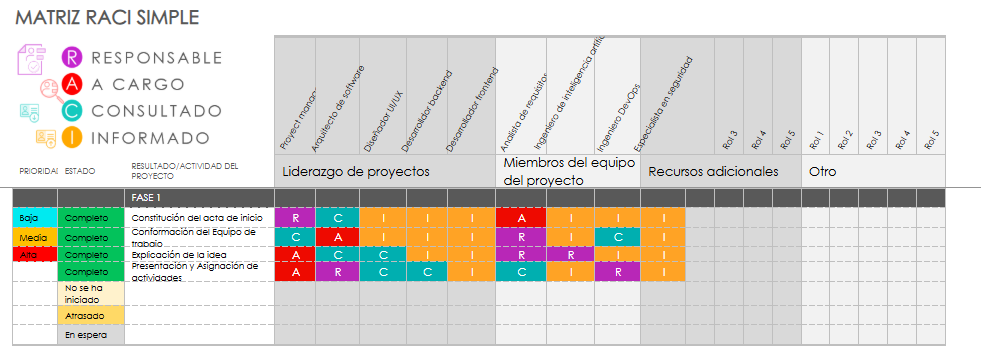 MATRIZ RACI SIMPLE
R RESPONSABLE
A A CARGO
C CONSULTADO
I INFORMADO
Proyect manag
Arquitecto de software
Diseñador UI/UX
Desarrollador backend
Desarrollador frontend
Analista de requisitos
Ingeniero de inteligencia artific
Ingeniero DevOps
Especialista en seguridad
Rol 3
Rol 4
Rol 5
Rol 1
Rol 2
Rol 3
Rol 4
Rol 5
PRIORIDAD ESTADO RESULTADO/ACTIVIDAD DEL PROYECTO
Liderazgo de proyectos
Miembros del equipo
del proyecto
Recursos adicionales
Otro
FASE 1
Baja Completo Constitución del acta de inicio R C I I I A I I I
Media Completo Conformación del Equipo de trabajo C A I I I R I C I
Alta Completo Explicación de la idea A C C I I R R I I
Completo Presentación y Asignación de actividades A R C C I C I R I
No se ha
iniciado
Atrasado
En espera